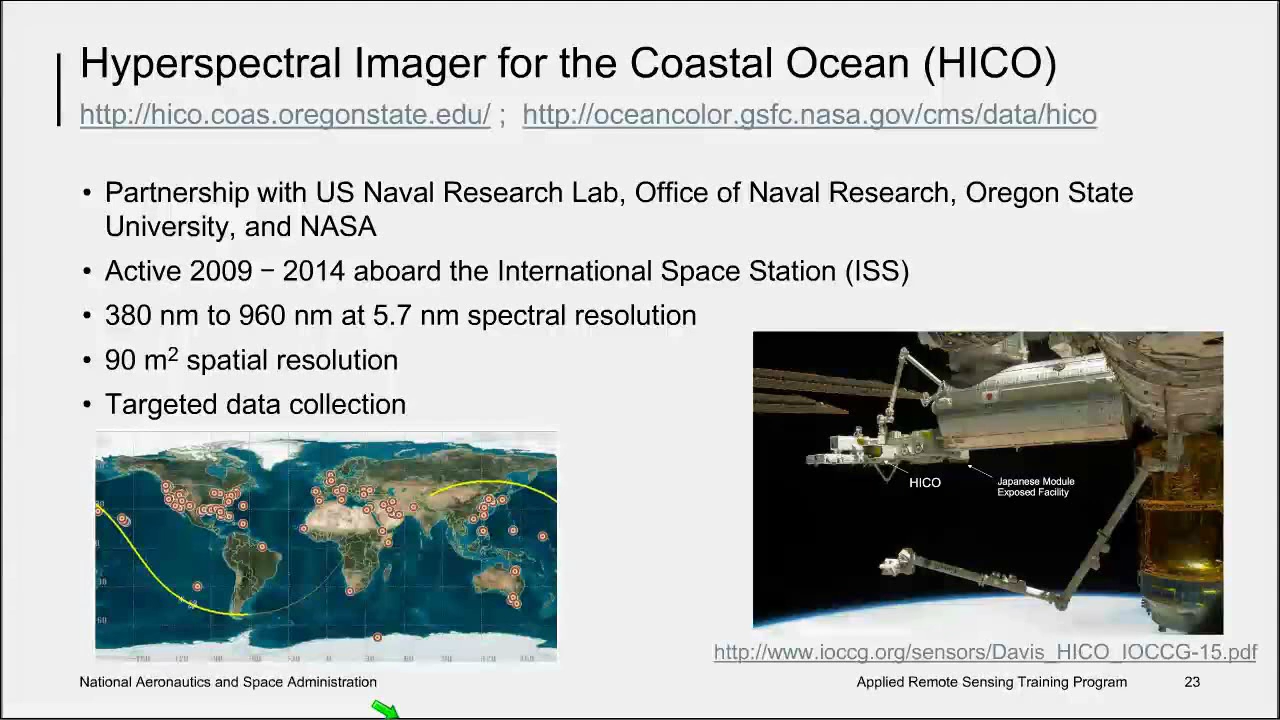 Hyperspectral Imager for the Coastal Ocean (HICO)
http://hico.coas.oregonstate.edu/ ; http://oceancolor.gsfc.nasa.gov/cms/data/hico
• Partnership with US Naval Research Lab, Office of Naval Research, Oregon State
University, and NASA
• Active 2009 − 2014 aboard the International Space Station (ISS)
• 380 nm to 960 nm at 5.7 nm spectral resolution
• 90 m² spatial resolution
• Targeted data collection
HICO
Japanese Module
Exposed Facility
http://www.ioccg.org/sensors/Davis_HICO_IOCCG-15.pdf
National Aeronautics and Space Administration
Applied Remote Sensing Training Program
23